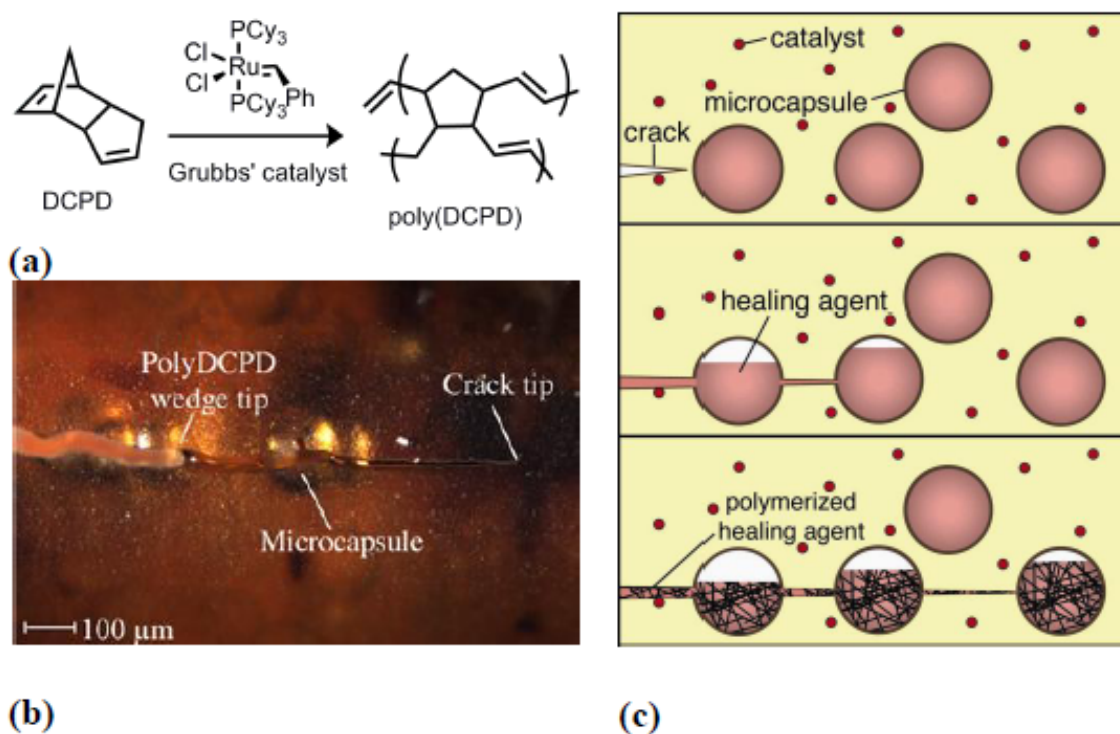 PCy3
Cl
Ru
Cl
Ph
PCy3
Grubbs' catalyst
DCPD
poly(DCPD)
(a)
PolyDCPD
wedge tip
Crack tip
Microcapsule
100 μm
(b)
catalyst
microcapsule
crack
healing agent
polymerized
healing agent
(c)